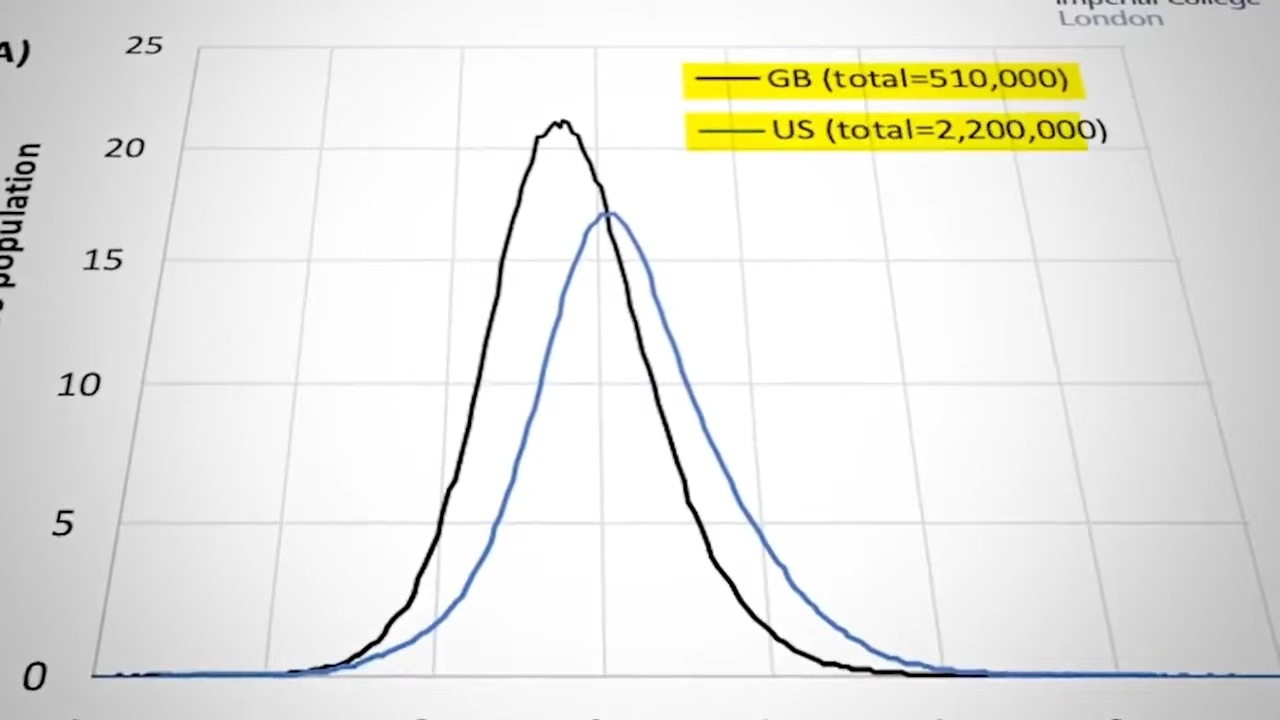 London
A)
25
GB (total=510,000)
US (total=2,200,000)
20
population
15
10
5
0